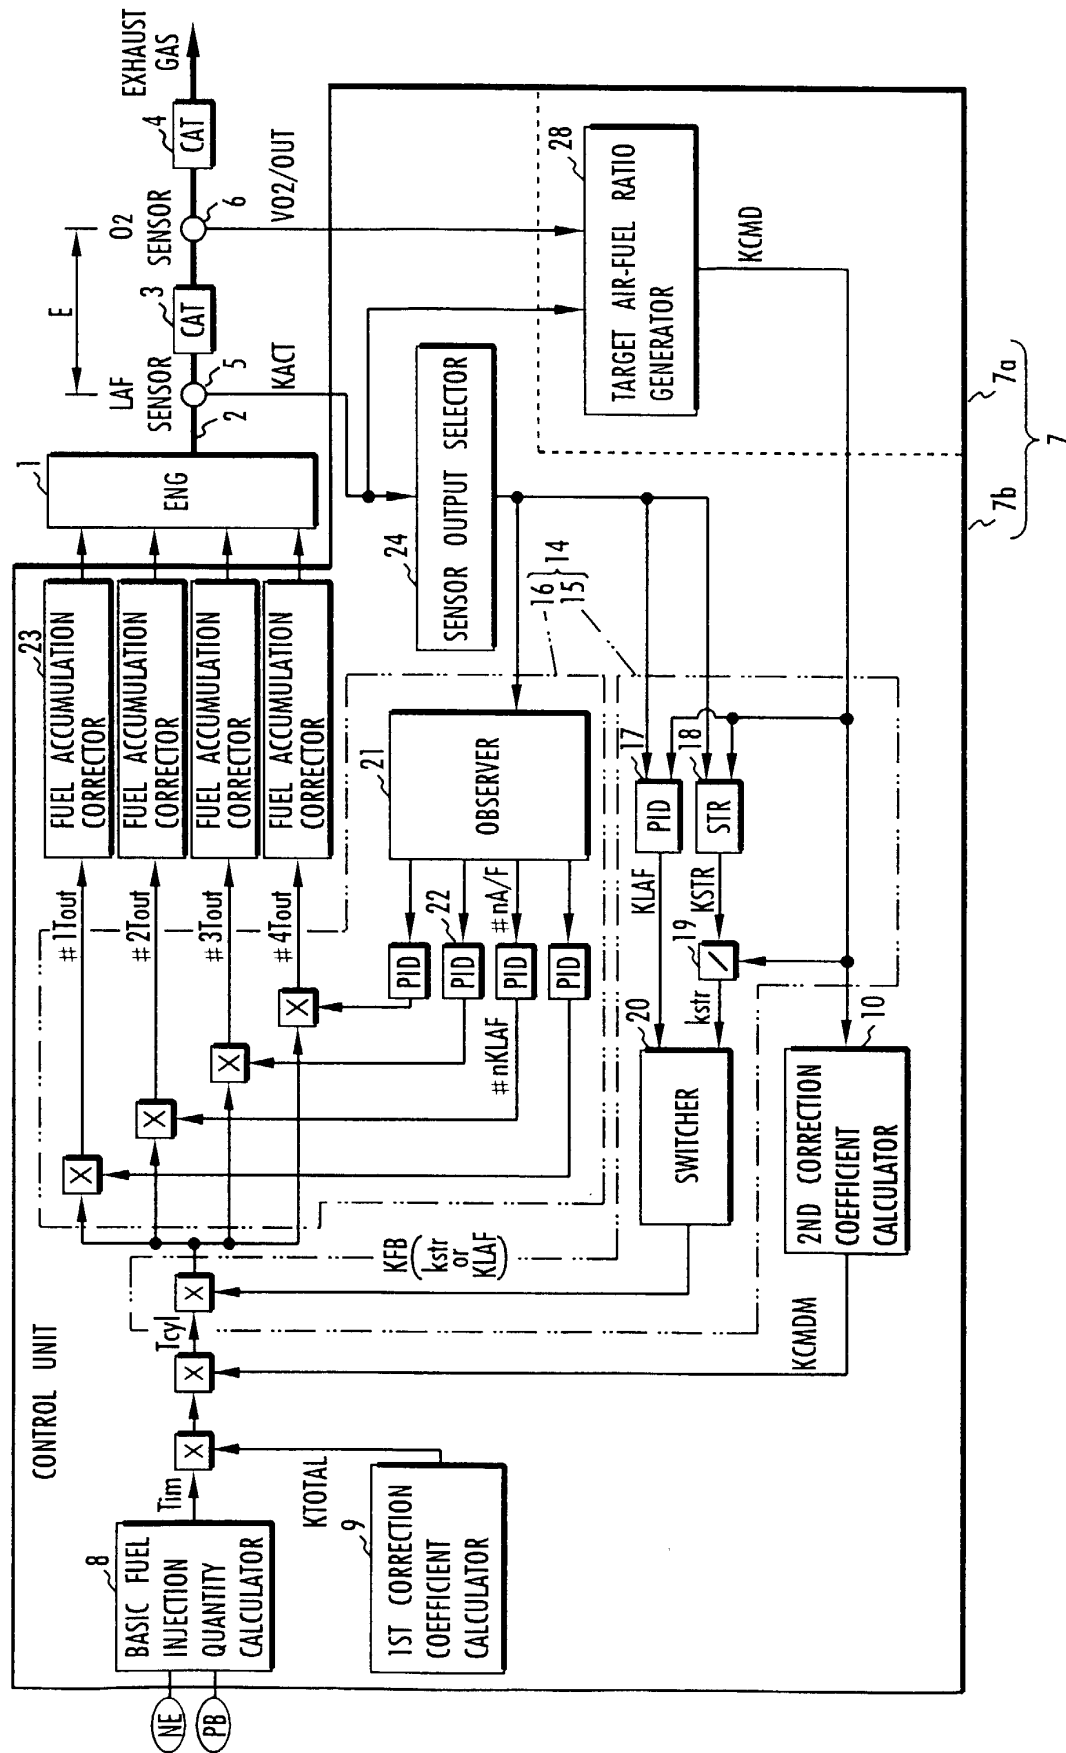 CONTROL UNIT
NE
PB
8
BASIC FUEL
INJECTION
QUANTITY
CALCULATOR
Tim
X
KTOTAL
9
1ST CORRECTION
COEFFICIENT
CALCULATOR
X
Tcyl
X
KCMDM
KFB
(kstr
or
KLAF)
X
X
X
X
#1Tout
#2Tout
#3Tout
#4Tout
23
FUEL ACCUMULATION
CORRECTOR
FUEL ACCUMULATION
CORRECTOR
FUEL ACCUMULATION
CORRECTOR
FUEL ACCUMULATION
CORRECTOR
1
ENG
2
LAF
SENSOR
5
KACT
E
3
CAT
O2
SENSOR
6
VO2/OUT
4
CAT
EXHAUST
GAS
PID
PID
22
PID
PID
#nA/F
#nKLAF
21
OBSERVER
24
SENSOR OUTPUT SELECTOR
16
15
14
28
TARGET AIR-FUEL RATIO
GENERATOR
KCMD
17
PID
KLAF
18
STR
KSTR
19
kstr
20
SWITCHER
10
2ND CORRECTION
COEFFICIENT
CALCULATOR
7b
7a
7